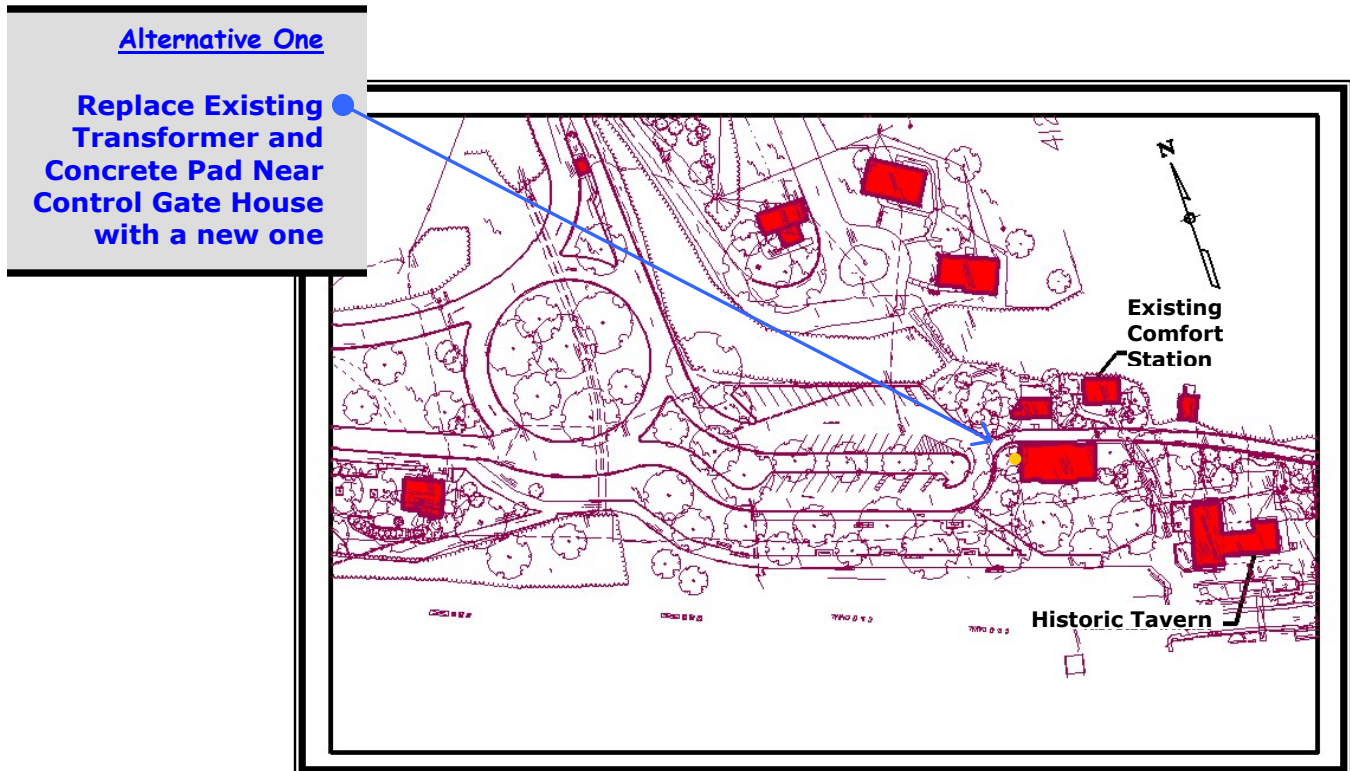 Alternative One
Replace Existing
Transformer and
Concrete Pad Near
Control Gate House
with a new one
N
Existing
Comfort
Station
Historic Tavern